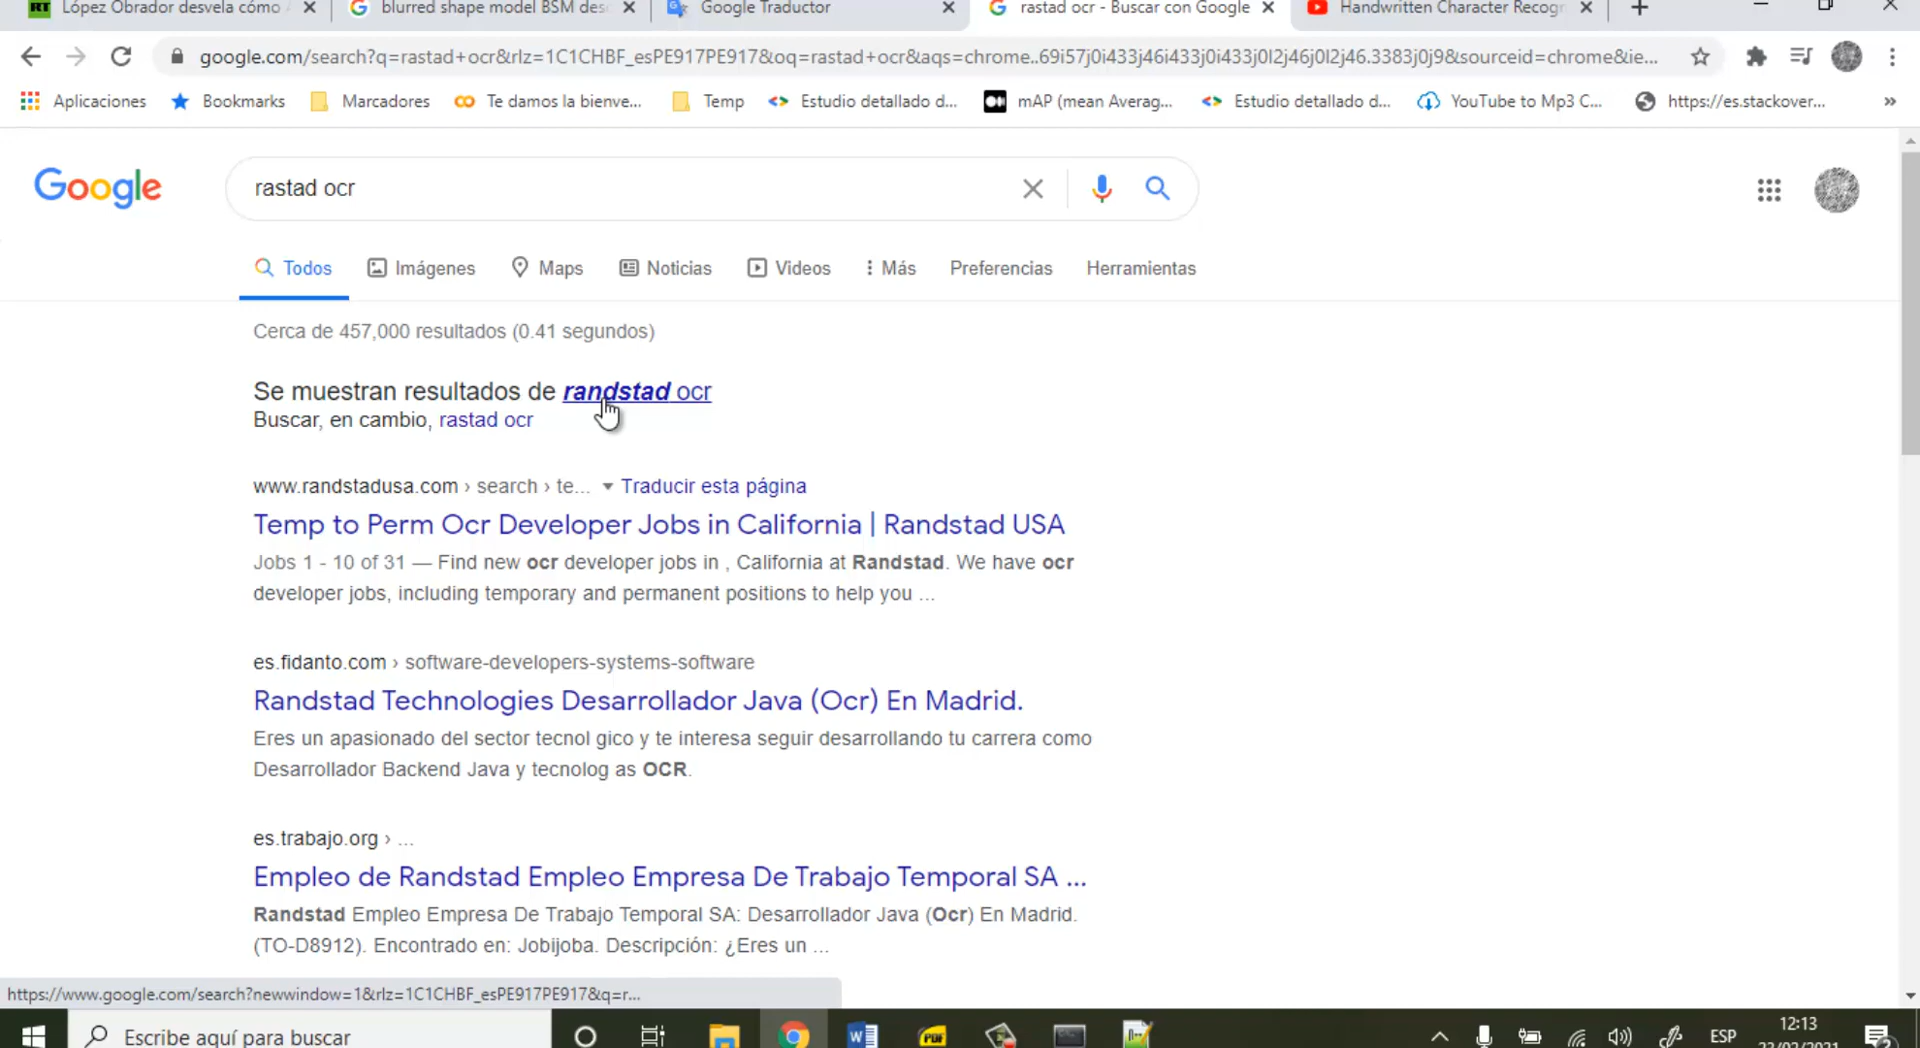 RT López Obrador desvela cómo
blurred shape model BSM des
Google Traductor
rastad ocr - Buscar con Google
Handwritten Character Recogn
google.com/search?q=rastad+ocr&rlz=1C1CHBF_esPE917PE917&oq=rastad+ocr&aqs=chrome..69i57j0i433j46i433j0i433j0l2j46j0l2j46.3383j0j9&sourceid=chrome&ie...
Aplicaciones
Bookmarks
Marcadores
Te damos la bienve...
Temp
Estudio detallado d...
mAP (mean Averag...
Estudio detallado d...
YouTube to Mp3 C...
https://es.stackover...
»
Google
rastad ocr
Todos
Imágenes
Maps
Noticias
Videos
Más
Preferencias
Herramientas
Cerca de 457,000 resultados (0.41 segundos)
Se muestran resultados de randstad ocr
Buscar, en cambio, rastad ocr
www.randstadusa.com › search › te... Traducir esta página
Temp to Perm Ocr Developer Jobs in California | Randstad USA
Jobs 1 - 10 of 31 — Find new ocr developer jobs in , California at Randstad. We have ocr
developer jobs, including temporary and permanent positions to help you ...
es.fidanto.com › software-developers-systems-software
Randstad Technologies Desarrollador Java (Ocr) En Madrid.
Eres un apasionado del sector tecnol gico y te interesa seguir desarrollando tu carrera como
Desarrollador Backend Java y tecnolog as OCR.
es.trabajo.org › ...
Empleo de Randstad Empleo Empresa De Trabajo Temporal SA ...
Randstad Empleo Empresa De Trabajo Temporal SA: Desarrollador Java (Ocr) En Madrid.
(TO-D8912). Encontrado en: Jobijoba. Descripción: ¿Eres un ...
https://www.google.com/search?newwindow=1&rlz=1C1CHBF_esPE917PE917&q=r...
Escribe aquí para buscar
PDF
ESP
12:13
23/02/2021